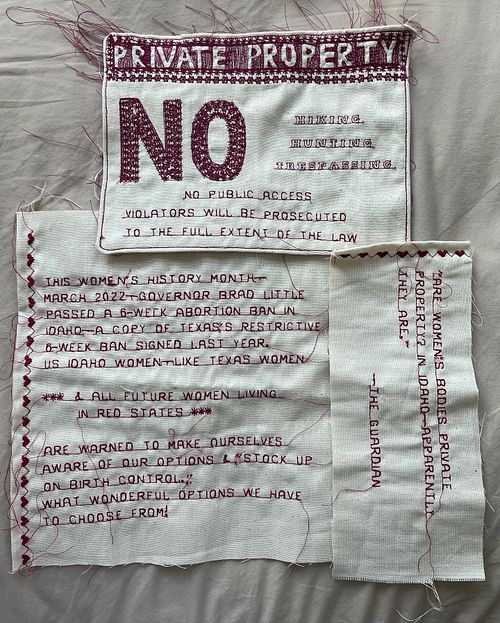 PRIVATE PROPERTY
NO
HIKING,
HUNTING,
TRESPASSING.
NO PUBLIC ACCESS
VIOLATORS WILL BE PROSECUTED
TO THE FULL EXTENT OF THE LAW
THIS WOMEN'S HISTORY MONTH—
MARCH 2022—GOVERNOR BRAD LITTLE
PASSED A 6-WEEK ABORTION BAN IN
IDAHO—A COPY OF TEXAS'S RESTRICTIVE
6-WEEK BAN SIGNED LAST YEAR.
US IDAHO WOMEN—LIKE TEXAS WOMEN
*** & ALL FUTURE WOMEN LIVING
IN RED STATES ***
ARE WARNED TO MAKE OURSELVES
AWARE OF OUR OPTIONS & "STOCK UP
ON BIRTH CONTROL."
WHAT WONDERFUL OPTIONS WE HAVE
TO CHOOSE FROM!
"ARE WOMEN'S BODIES PRIVATE
PROPERTY? IN IDAHO—APPARENTLY
THEY ARE."
—THE GUARDIAN